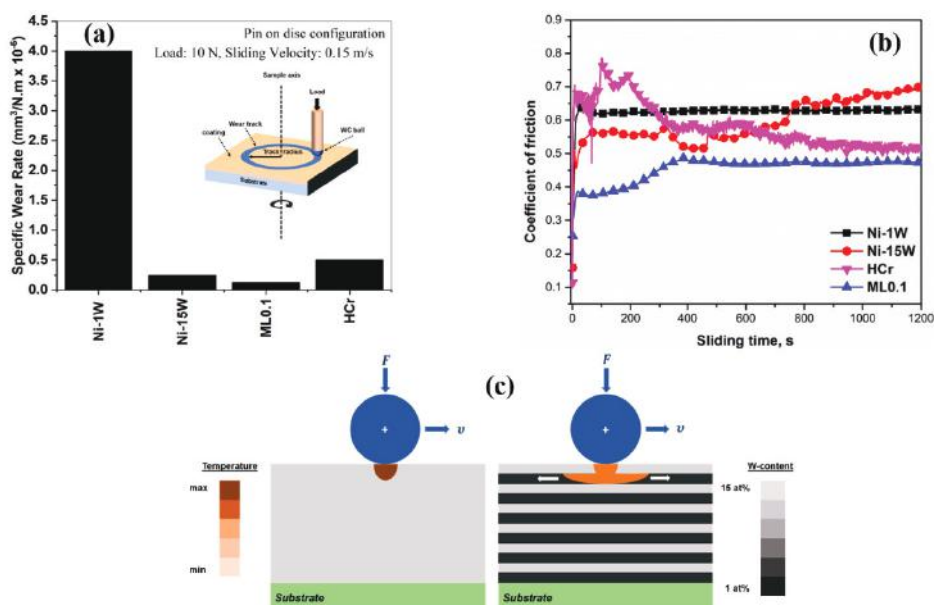 (a)
Pin on disc configuration
Load: 10 N, Sliding Velocity: 0.15 m/s
Sample axis
Load
Wear track
coating
WC ball
Track radius
Substrate
Specific Wear Rate (mm³/N.m x 10⁻⁶)
4.5
4.0
3.5
3.0
2.5
2.0
1.5
1.0
0.5
0.0
Ni-1W
Ni-15W
ML0.1
HCr
(b)
Coefficient of friction
0.9
0.8
0.7
0.6
0.5
0.4
0.3
0.2
0.1
0 200 400 600 800 1000 1200
Sliding time, s
Ni-1W
Ni-15W
HCr
ML0.1
(c)
F
υ
F
υ
Temperature
max
min
W-content
15 at%
1 at%
Substrate
Substrate